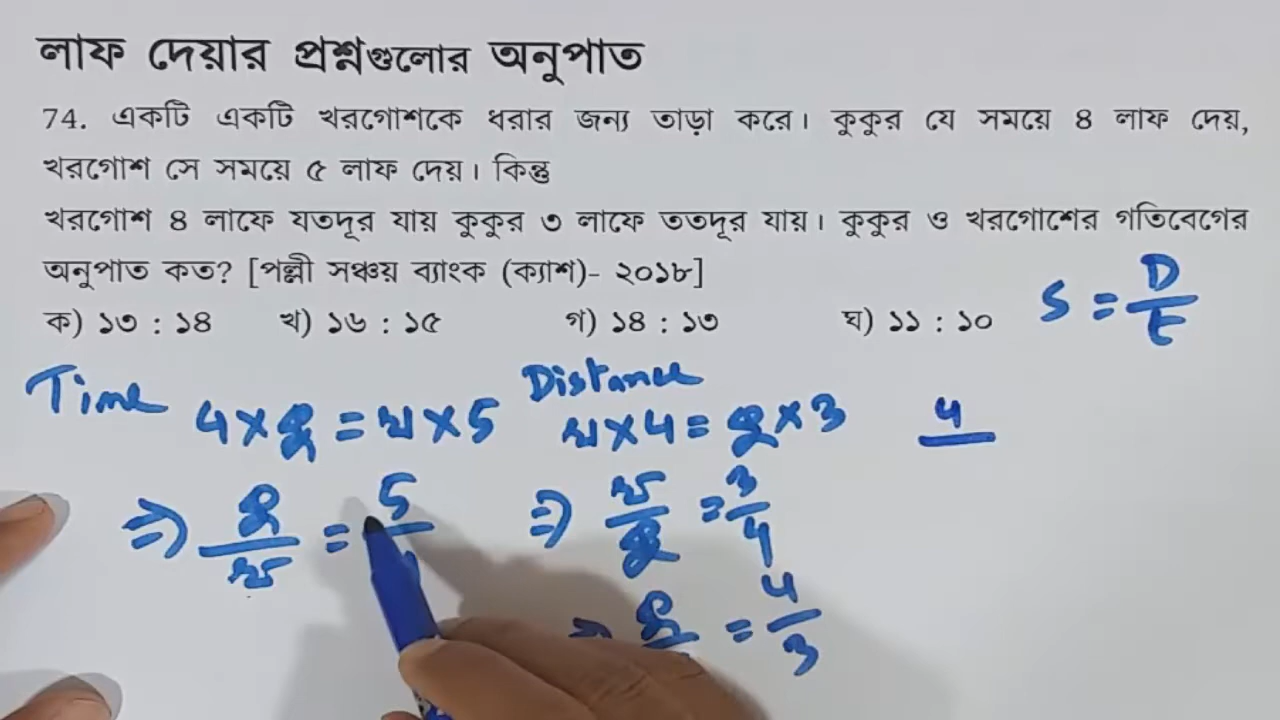 লাফ দেয়ার প্রশ্নগুলোর অনুপাত
74. একটি একটি খরগোশকে ধরার জন্য তাড়া করে। কুকুর যে সময়ে ৪ লাফ দেয়,
খরগোশ সে সময়ে ৫ লাফ দেয়। কিন্তু
খরগোশ ৪ লাফে যতদূর যায় কুকুর ৩ লাফে ততদূর যায়। কুকুর ও খরগোশের গতিবেগের
অনুপাত কত? [পল্লী সঞ্চয় ব্যাংক (ক্যাশ)- ২০১৮]
ক) ১৩ : ১৪ খ) ১৬ : ১৫ গ) ১৪ : ১৩ ঘ) ১১ : ১০
S = D/t
Time 4 × কু = খ × 5
Distance খ × 4 = কু × 3
4
⇒ কু/খ = 5
⇒ খ/কু = 3/4
কু = 4/3